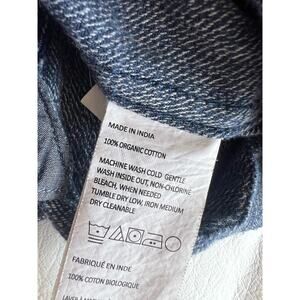 MADE IN INDIA
100% ORGANIC COTTON
MACHINE WASH COLD GENTLE
WASH INSIDE OUT, NON-CHLORINE
BLEACH, WHEN NEEDED
TUMBLE DRY LOW, IRON MEDIUM
DRY CLEANABLE
FABRIQUÉ EN INDE
100% COTON BIOLOGIQUE
LAVER À